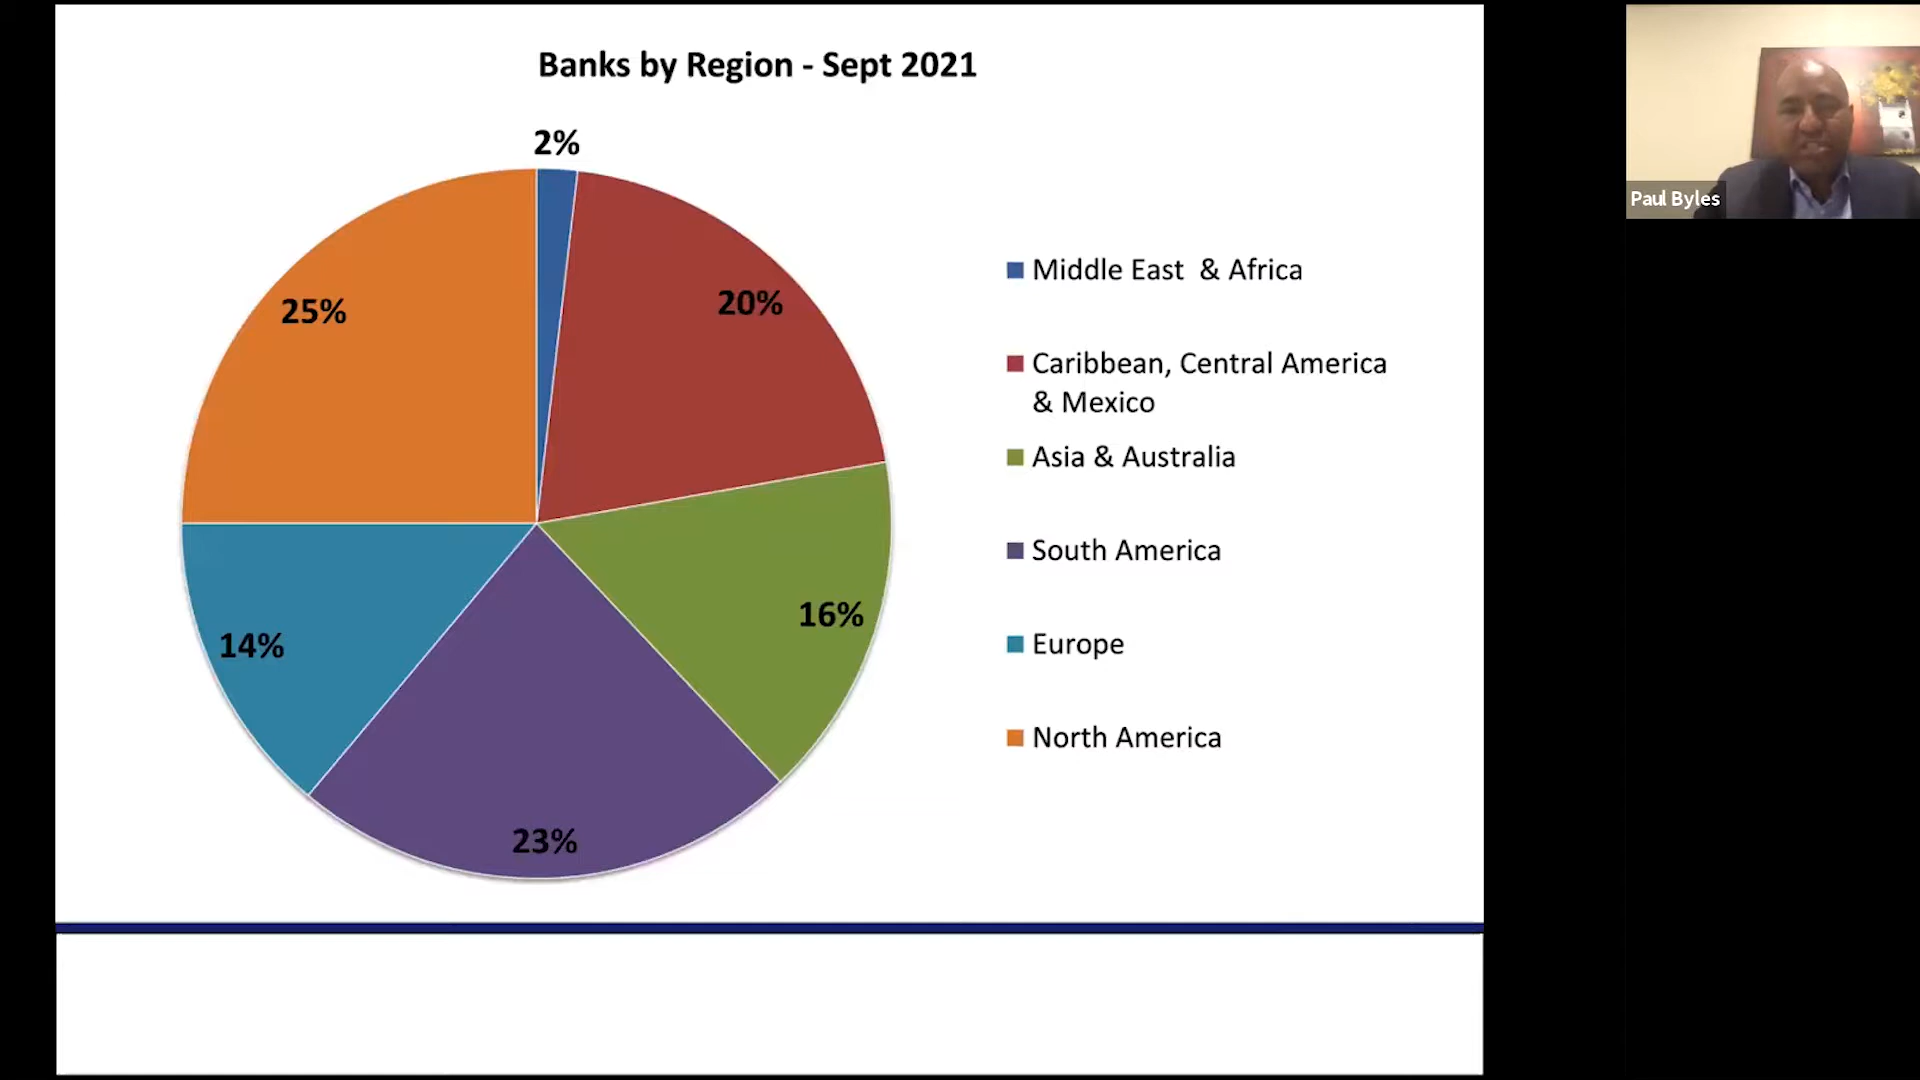 Banks by Region - Sept 2021
2%
25%
20%
16%
14%
23%
Middle East & Africa
Caribbean, Central America
& Mexico
Asia & Australia
South America
Europe
North America
Paul Byles